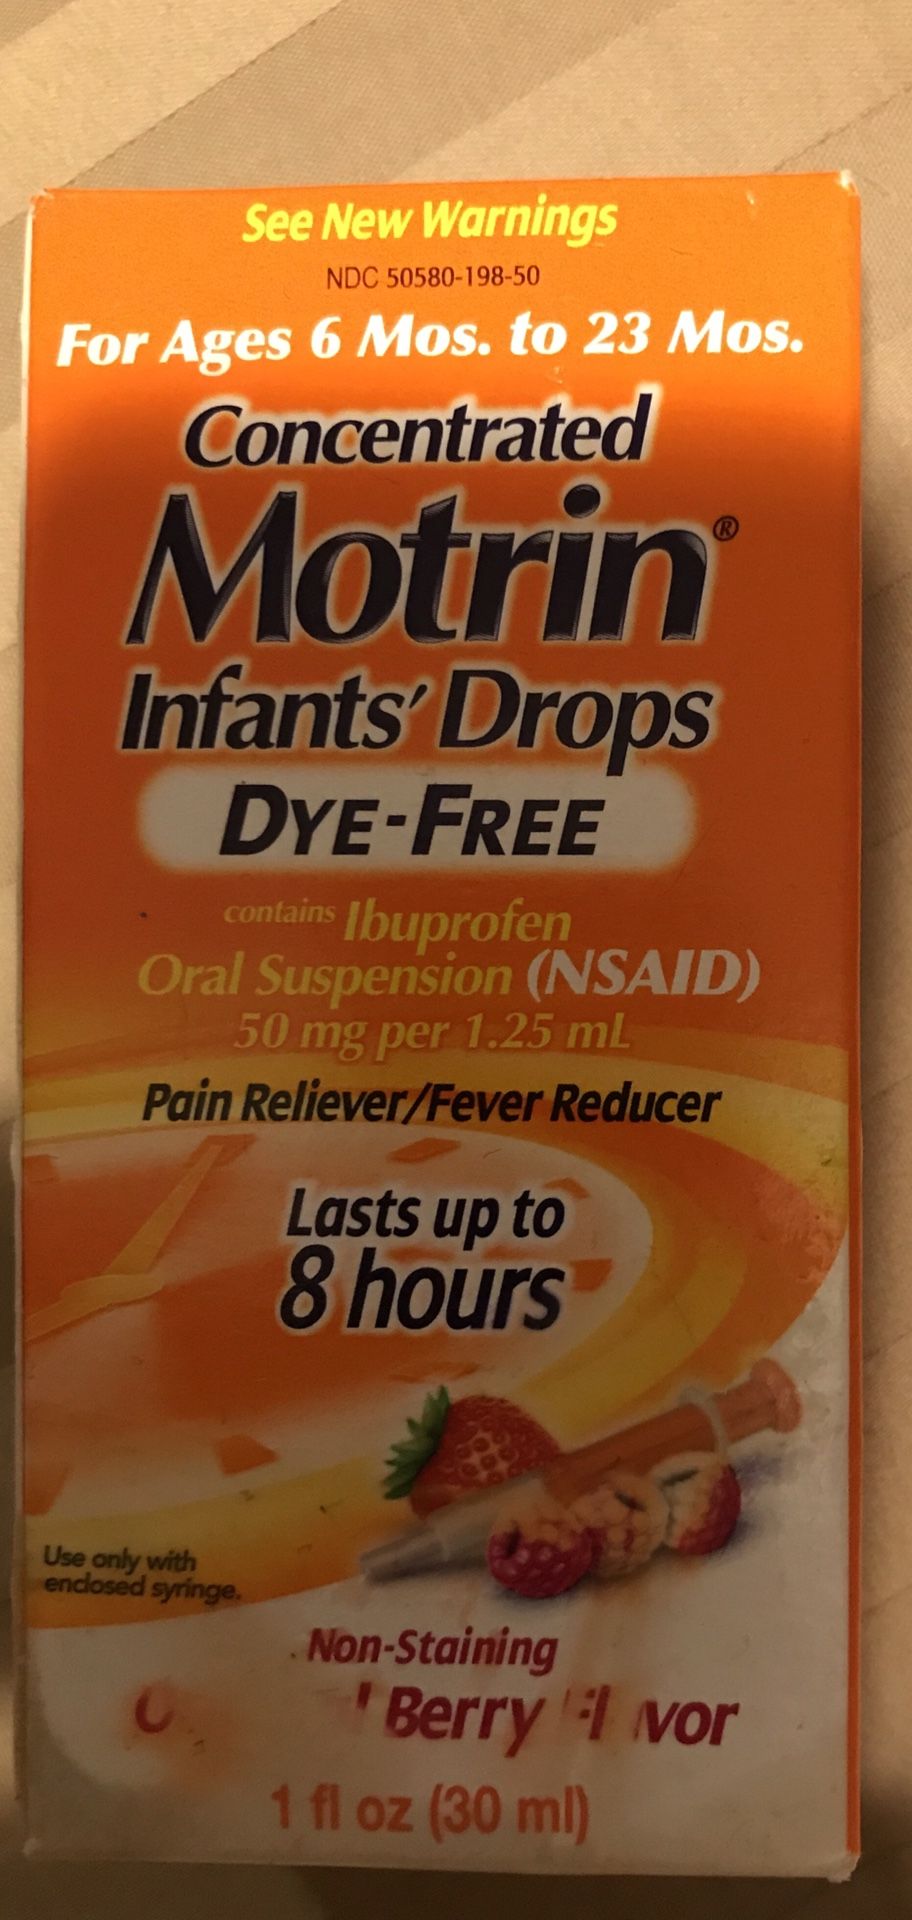 See New Warnings
NDC 50580-198-50
For Ages 6 Mos. to 23 Mos.
Concentrated
Motrin®
Infants' Drops
DYE-FREE
contains Ibuprofen
Oral Suspension (NSAID)
50 mg per 1.25 mL
Pain Reliever/Fever Reducer
Lasts up to
8 hours
Use only with
enclosed syringe.
Non-Staining
Berry
1 fl oz (30 ml)